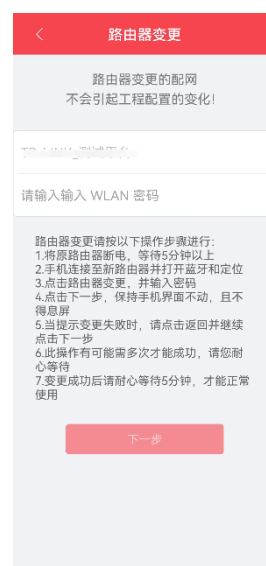 路由器变更
路由器变更的配网
不会引起工程配置的变化!
请输入输入 WLAN 密码
路由器变更请按以下操作步骤进行:
1.将原路由器断电，等待5分钟以上
2.手机连接至新路由器并打开蓝牙和定位
3.点击路由器变更，并输入密码
4.点击下一步，保持手机界面不动，且不
得息屏
5.当提示变更失败时，请点击返回并继续
点击下一步
6.此操作有可能需多次才能成功，请您耐
心等待
7.变更成功后请耐心等待5分钟，才能正常
使用
下一步